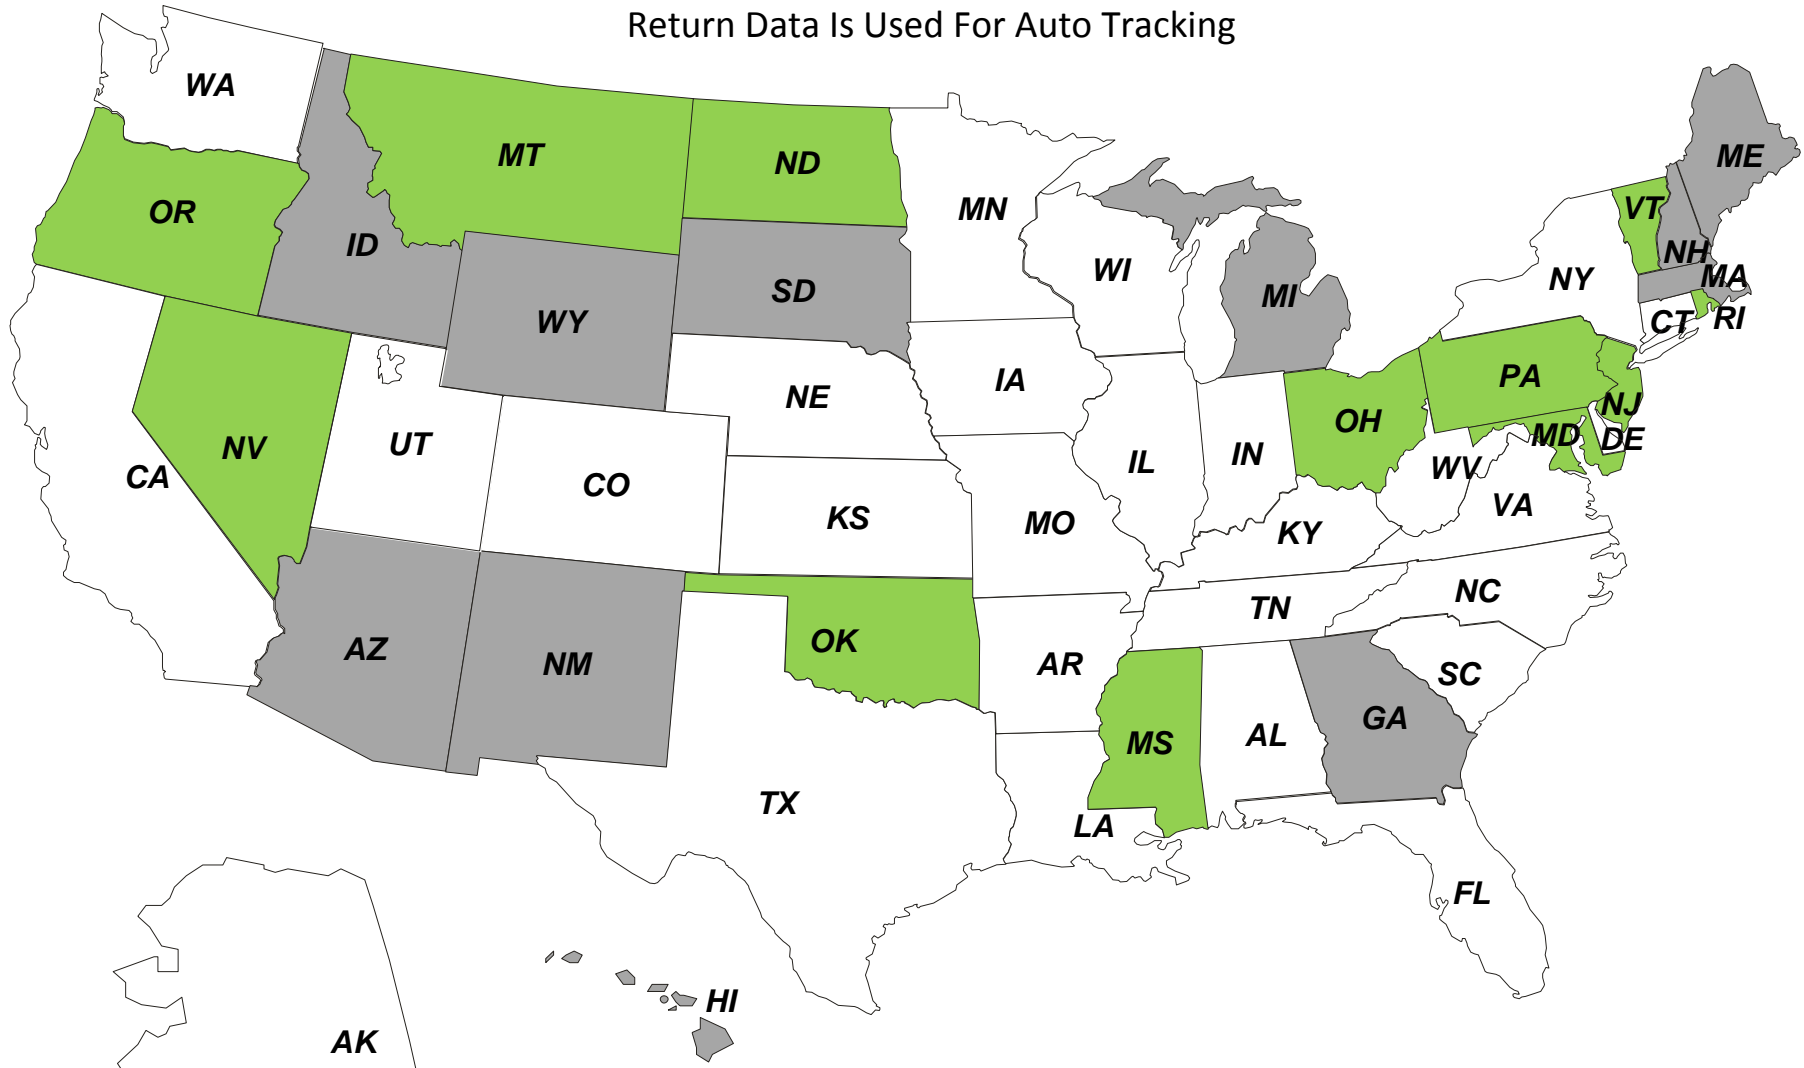 Return Data Is Used For Auto Tracking
WA
MT
ND
ME
OR
ID
MN
VT
NH
SD
WI
MI
NY
MA
WY
CT
RI
NE
IA
PA
NJ
NV
UT
OH
MD
DE
CA
CO
IL
IN
WV
KS
MO
KY
VA
TN
NC
AZ
NM
OK
AR
SC
MS
AL
GA
TX
LA
FL
HI
AK